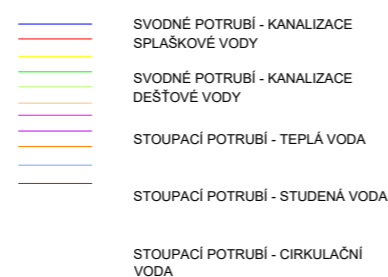 SVODNÉ POTRUBÍ - KANALIZACE
SPLAŠKOVÉ VODY
SVODNÉ POTRUBÍ - KANALIZACE
DEŠŤOVÉ VODY
STOUPACÍ POTRUBÍ - TEPLÁ VODA
STOUPACÍ POTRUBÍ - STUDENÁ VODA
STOUPACÍ POTRUBÍ - CIRKULAČNÍ
VODA